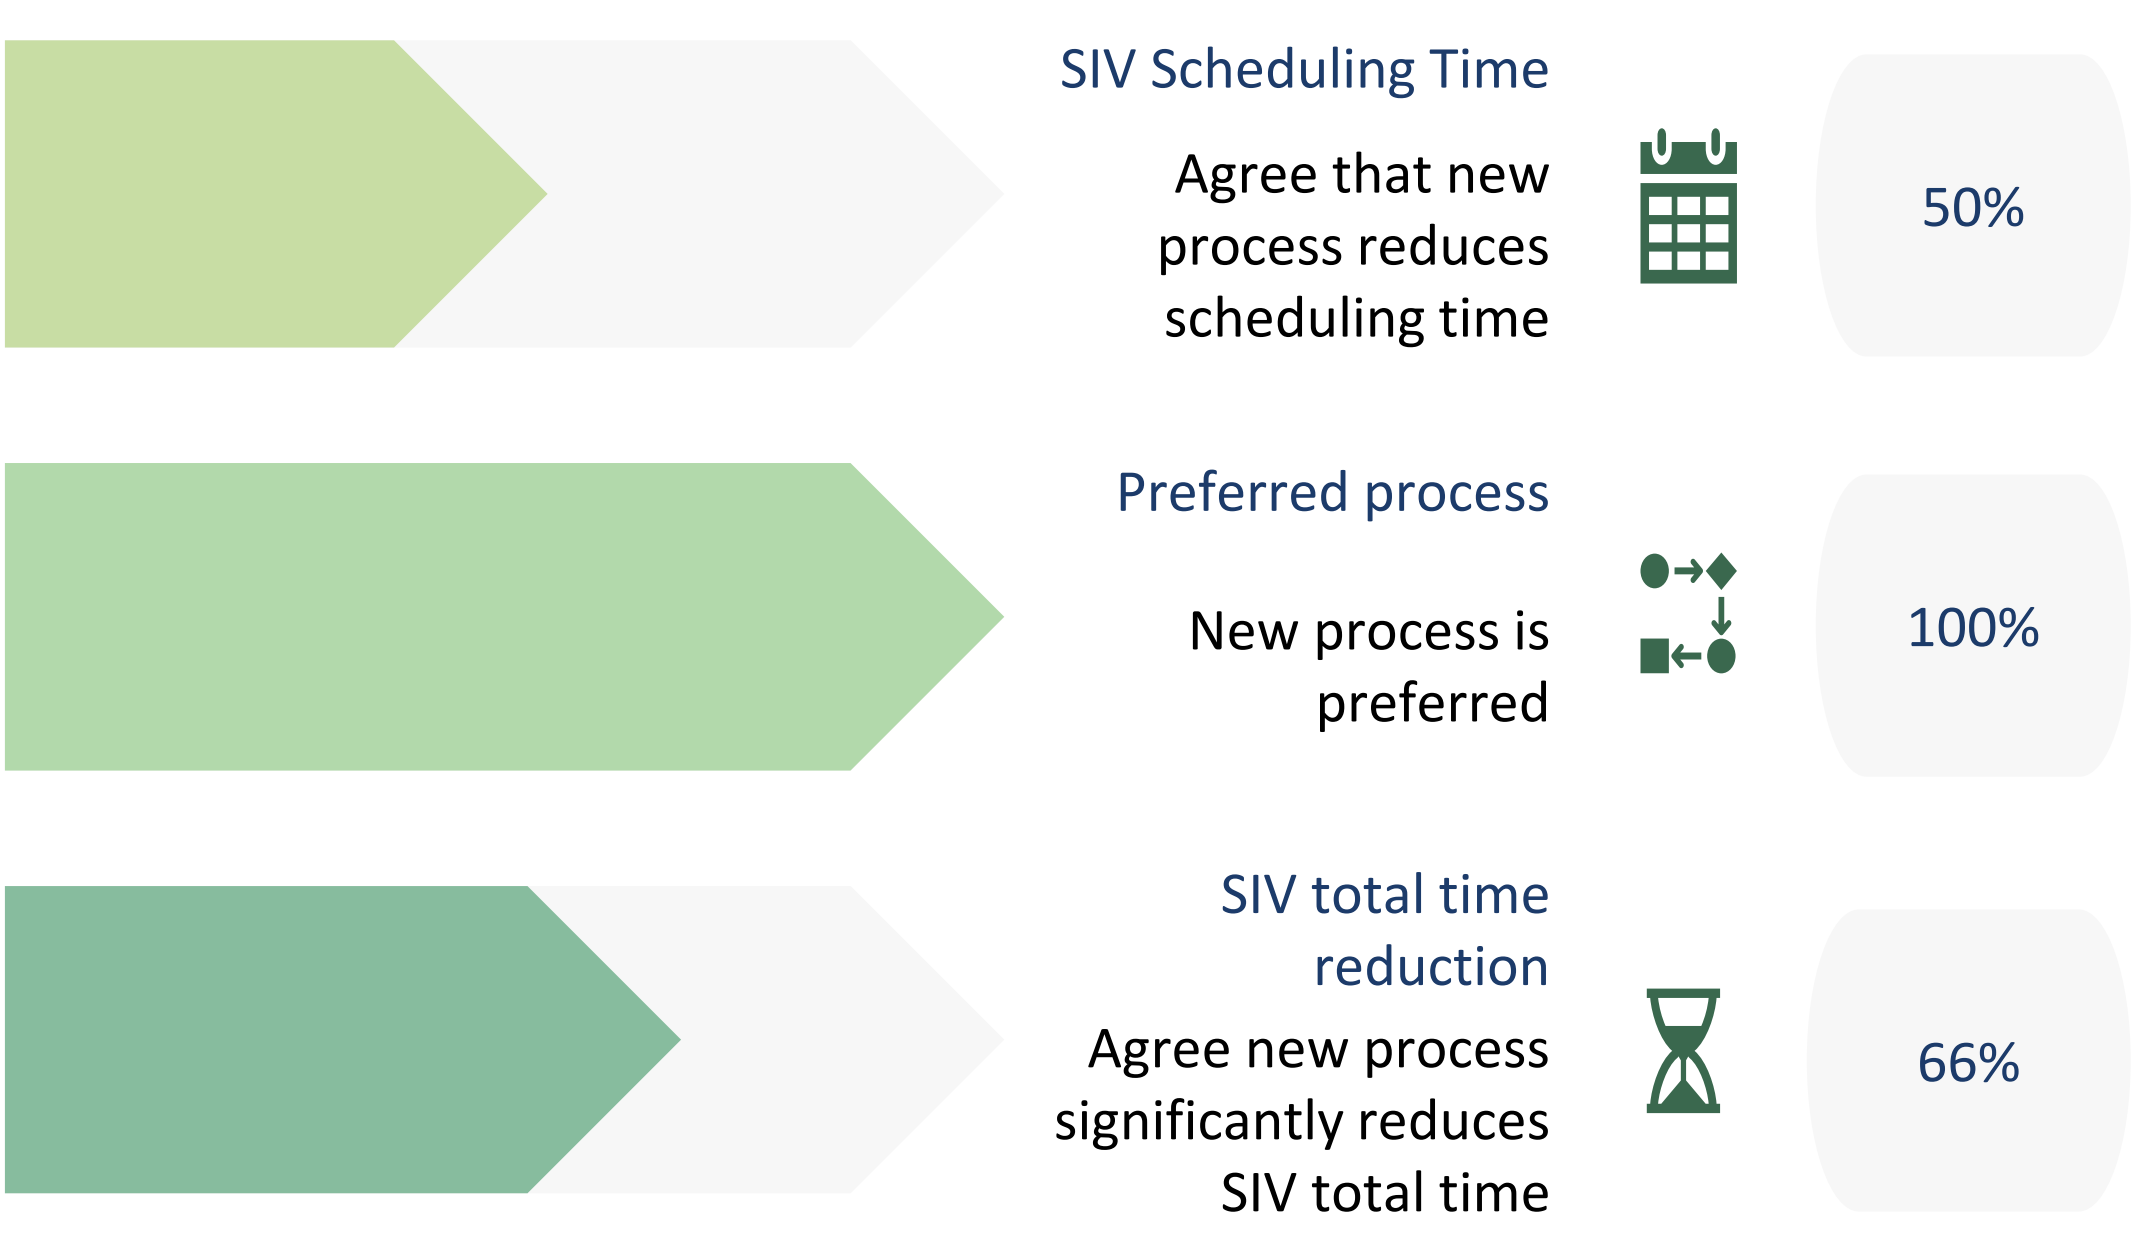 SIV Scheduling Time
Agree that new
process reduces
scheduling time
50%
Preferred process
New process is
preferred
100%
SIV total time
reduction
Agree new process
significantly reduces
SIV total time
66%